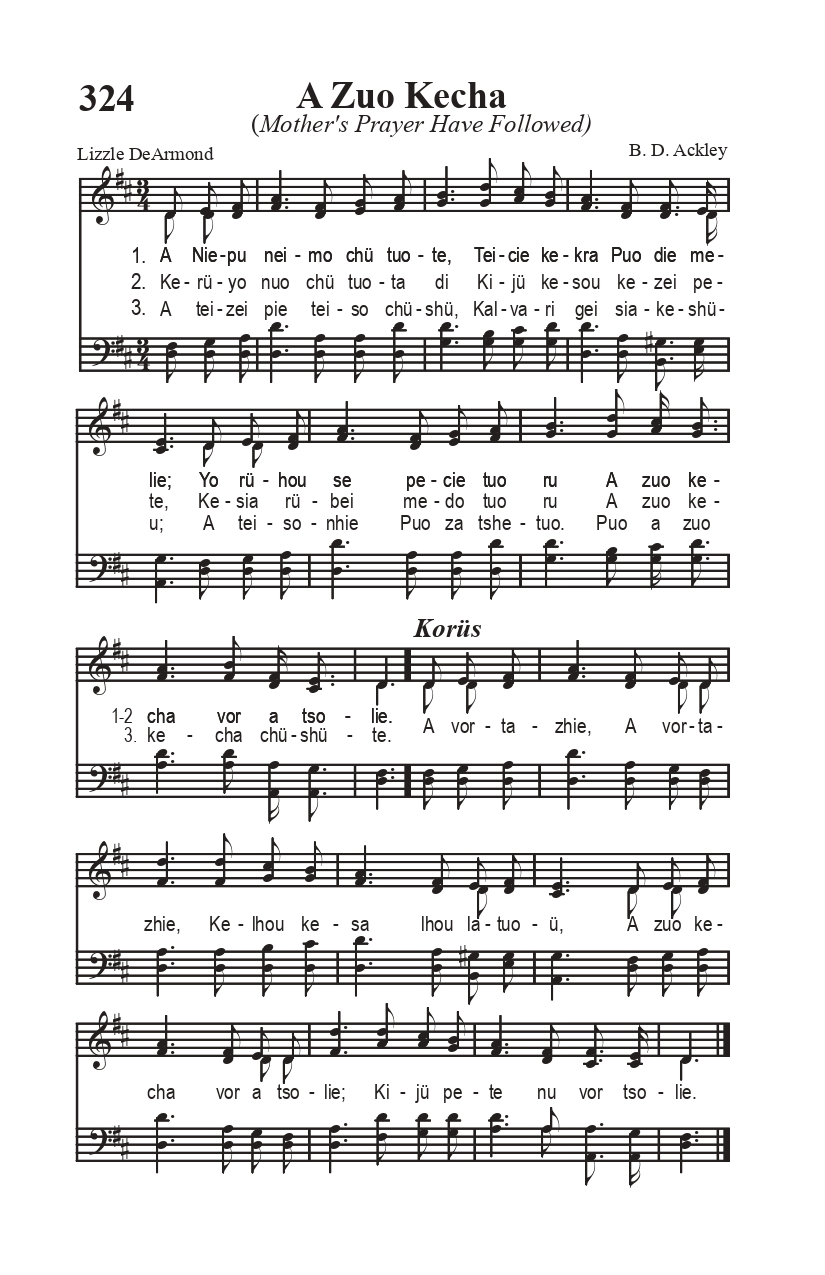 324
A Zuo Kecha
(Mother's Prayer Have Followed)
Lizzle DeArmond
B. D. Ackley
3 4
1. A Niepu nei - mo chü tuo - te, Tei - cie ke - kra Puo die me -
2. Ke - rü - yo nuo chü tuo - ta di Ki - jü ke - sou ke - zei pe -
3. A tei - zei pie tei - so chü - shü, Kal - va - ri gei sia - ke - shü -
3 4
lie; Yo rü - hou se pe - cie tuo ru A zuo ke -
te, Ke - sia rü - bei me - do tuo ru A zuo ke -
u; A tei - so - nhie Puo za tshe - tuo. Puo a zuo
Korüs
1-2 cha vor a tso - lie.
3. ke - cha chü - shü - te.
A vor - ta - zhie, A vor - ta -
zhie, Ke - lhou ke - sa lhou la - tuo - ü, A zuo ke -
cha vor a tso - lie; Ki - jü pe - te nu vor tso - lie.